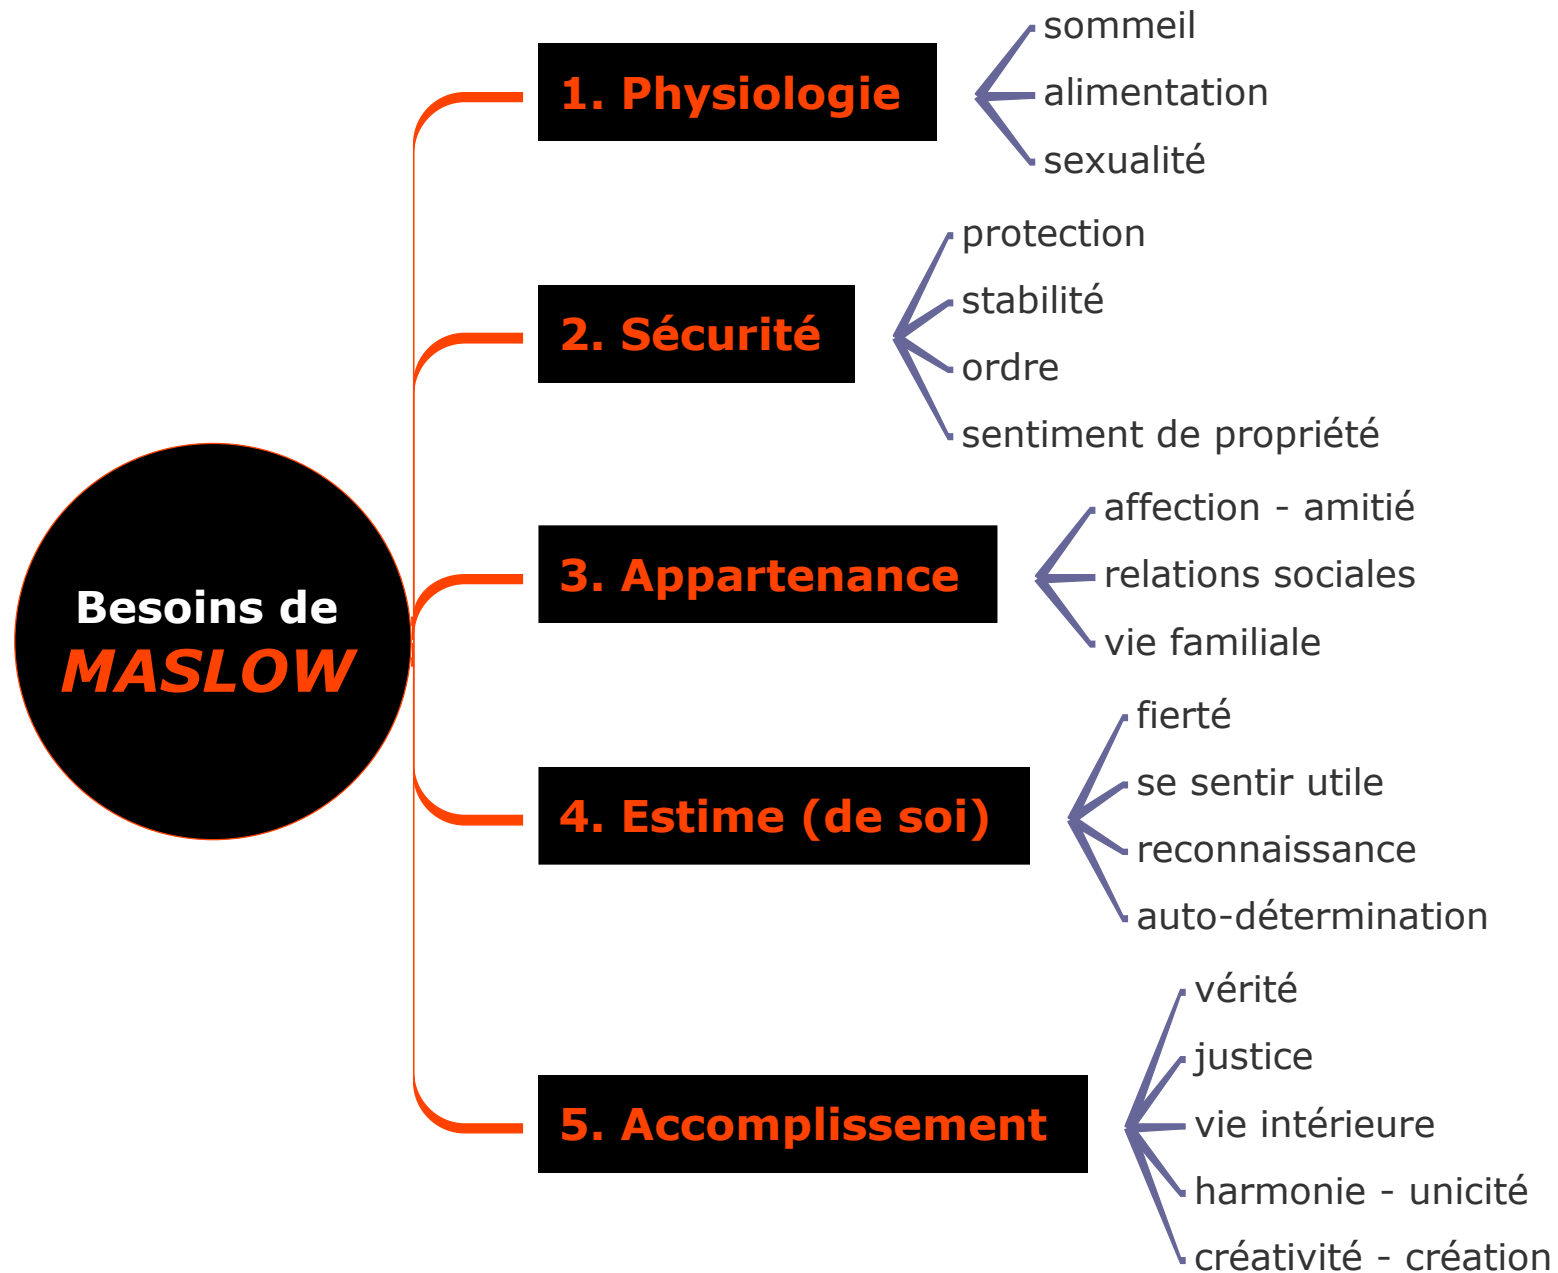 Besoins de
MASLOW
1. Physiologie
sommeil
alimentation
sexualité
2. Sécurité
protection
stabilité
ordre
sentiment de propriété
3. Appartenance
affection - amitié
relations sociales
vie familiale
4. Estime (de soi)
fierté
se sentir utile
reconnaissance
auto-détermination
5. Accomplissement
vérité
justice
vie intérieure
harmonie - unicité
créativité - création